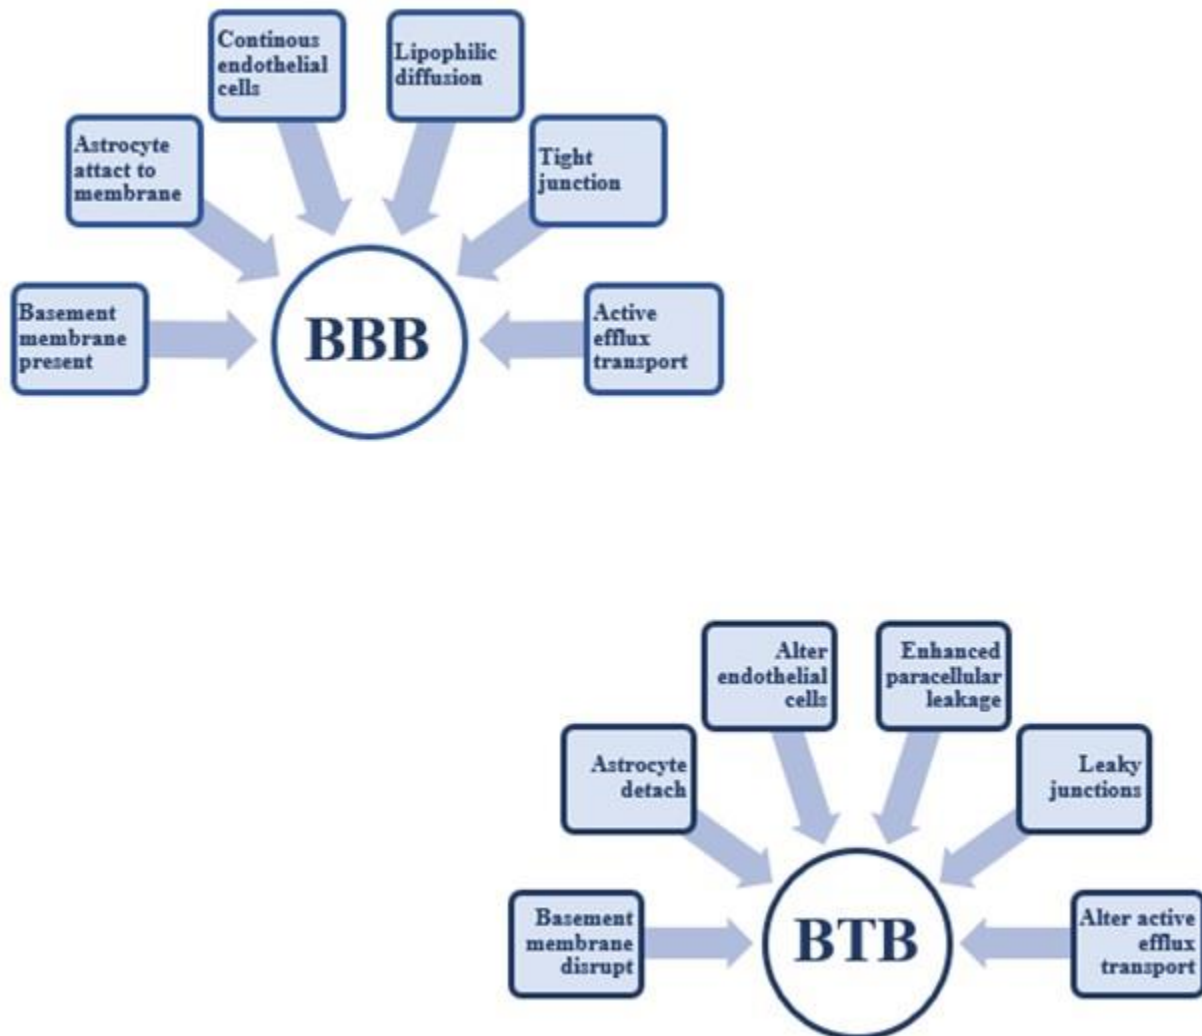 Continous
endothelial
cells
Lipophilic
diffusion
Astrocyte
attact to
membrane
Tight
junction
Basement
membrane
present
BBB
Active
efflux
transport
Alter
endothelial
cells
Enhanced
paracellular
leakage
Astrocyte
detach
Leaky
junctions
Basement
membrane
disrupt
BTB
Alter active
efflux
transport